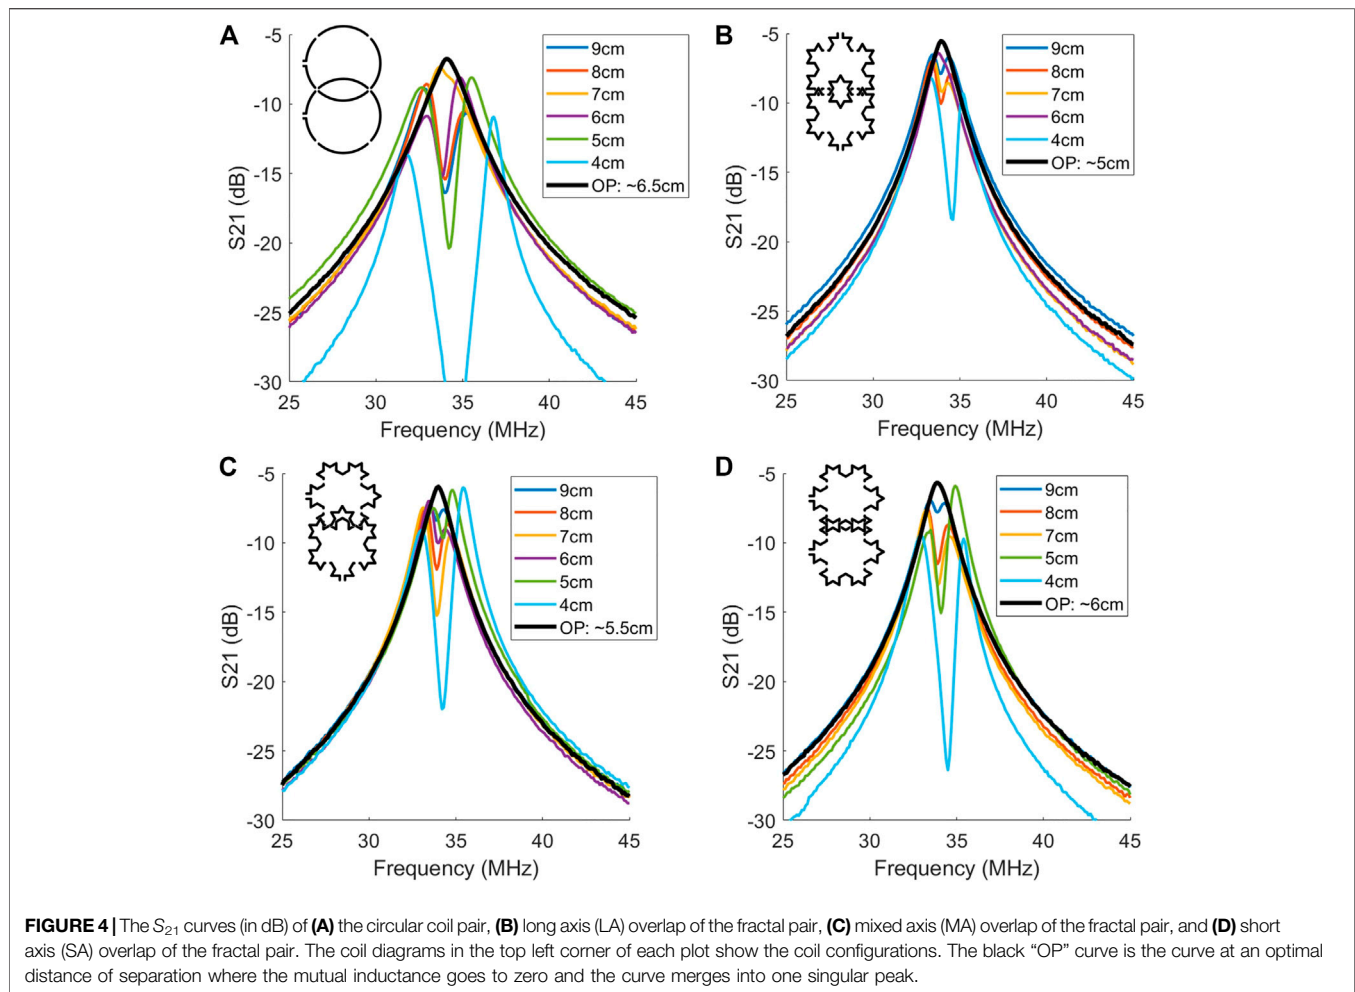 A
-5
-10
-15
-20
-25
-30
25
30
35
40
45
S21 (dB)
Frequency (MHz)
9cm
8cm
7cm
6cm
5cm
4cm
OP: ~6.5cm
B
-5
-10
-15
-20
-25
-30
25
30
35
40
45
S21 (dB)
Frequency (MHz)
9cm
8cm
7cm
6cm
4cm
OP: ~5cm
C
-5
-10
-15
-20
-25
-30
25
30
35
40
45
S21 (dB)
Frequency (MHz)
9cm
8cm
7cm
6cm
5cm
4cm
OP: ~5.5cm
D
-5
-10
-15
-20
-25
-30
25
30
35
40
45
S21 (dB)
Frequency (MHz)
9cm
8cm
7cm
5cm
4cm
OP: ~6cm
FIGURE 4 | The S21 curves (in dB) of (A) the circular coil pair, (B) long axis (LA) overlap of the fractal pair, (C) mixed axis (MA) overlap of the fractal pair, and (D) short
axis (SA) overlap of the fractal pair. The coil diagrams in the top left corner of each plot show the coil configurations. The black “OP” curve is the curve at an optimal
distance of separation where the mutual inductance goes to zero and the curve merges into one singular peak.